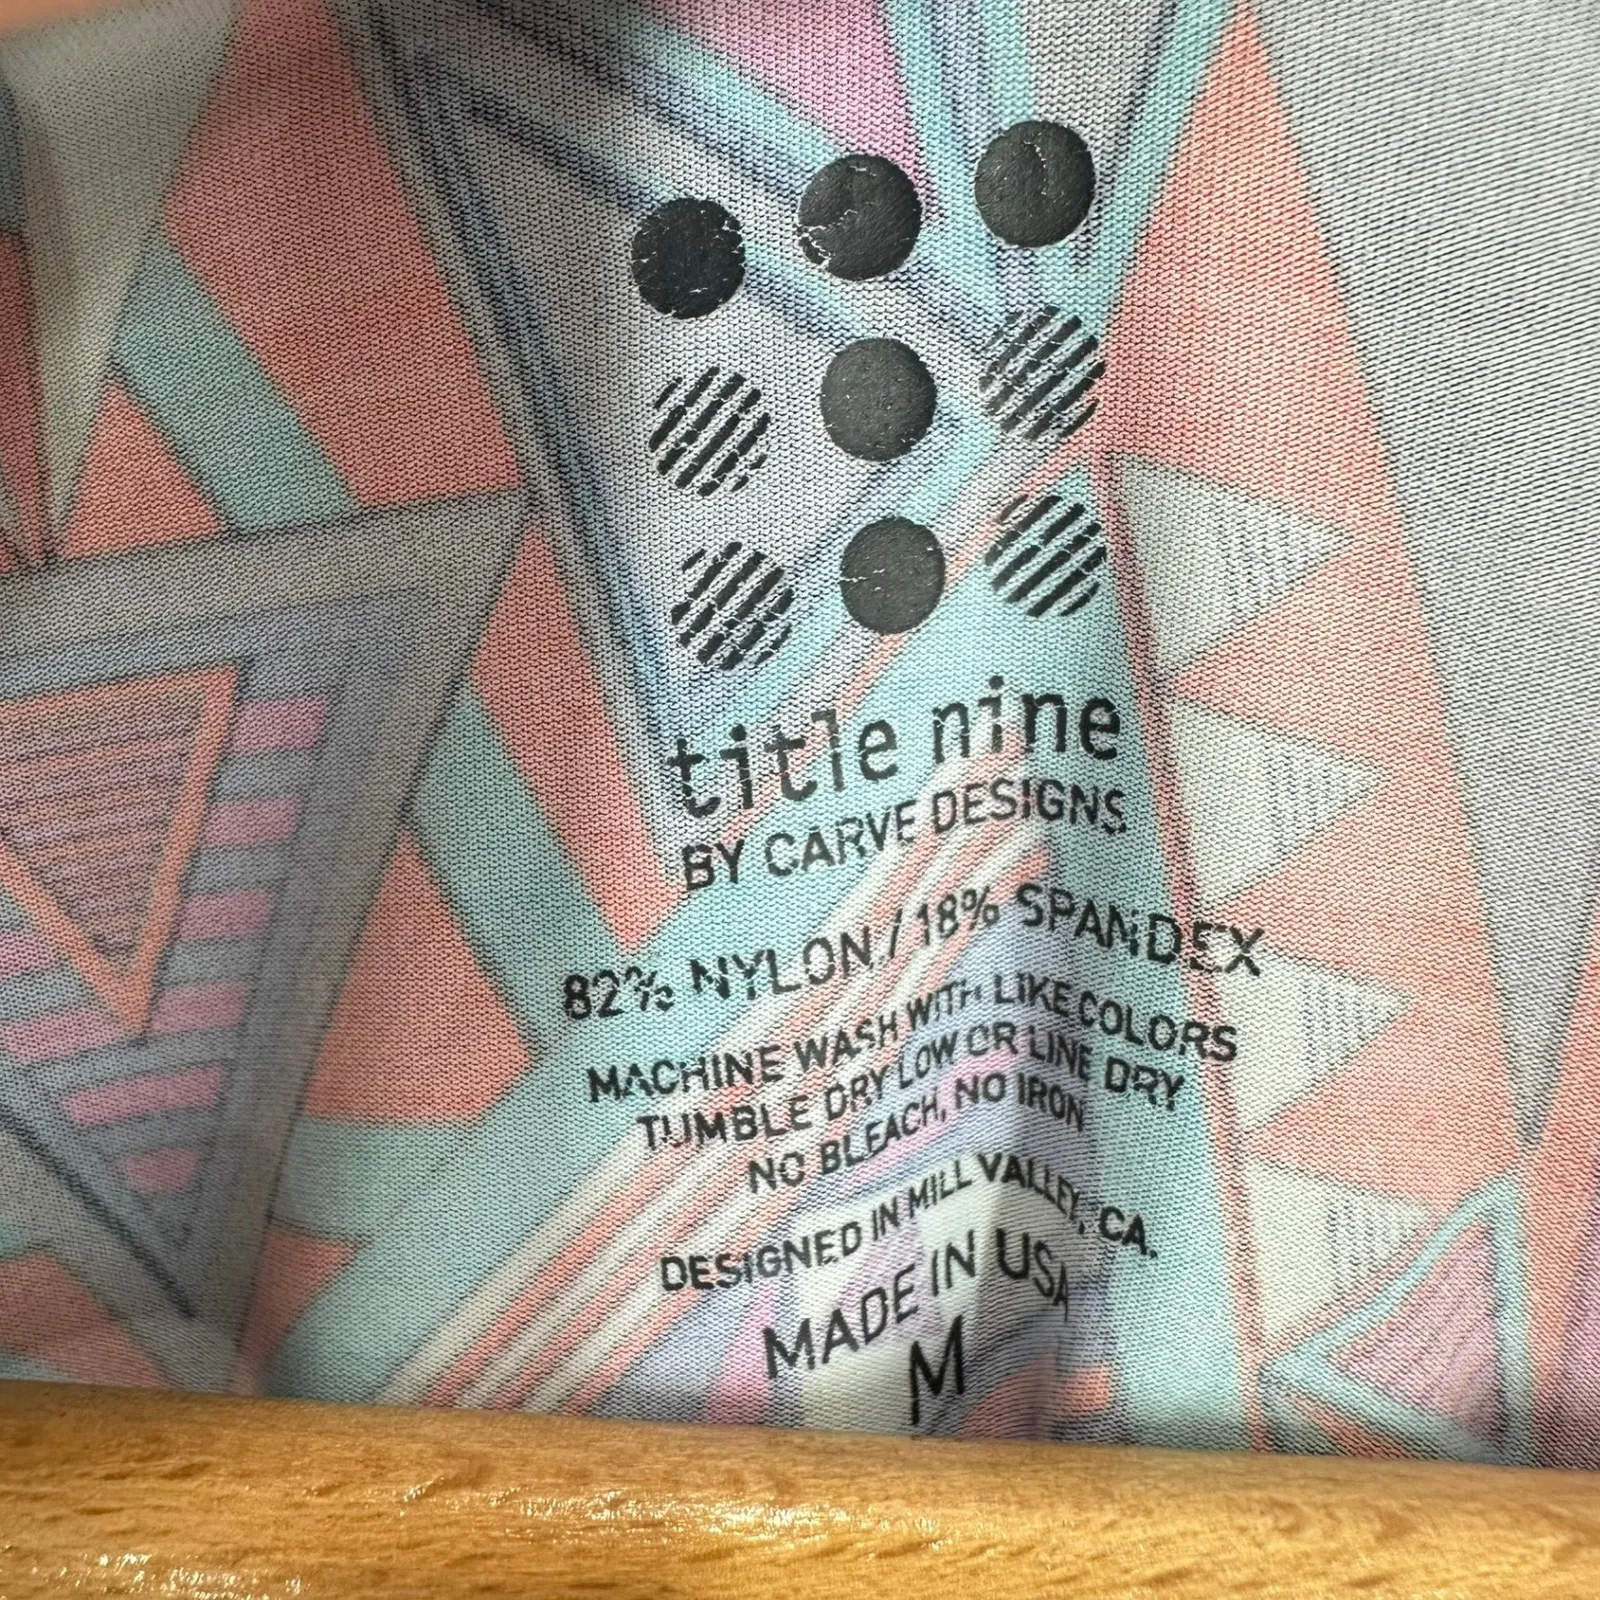 title nine
BY CARVE DESIGNS
82% NYLON / 18% SPANDEX
MACHINE WASH WITH LIKE COLORS
TUMBLE DRY LOW OR LINE DRY
NO BLEACH, NO IRON
DESIGNED IN MILL VALLEY, CA.
MADE IN USA
M